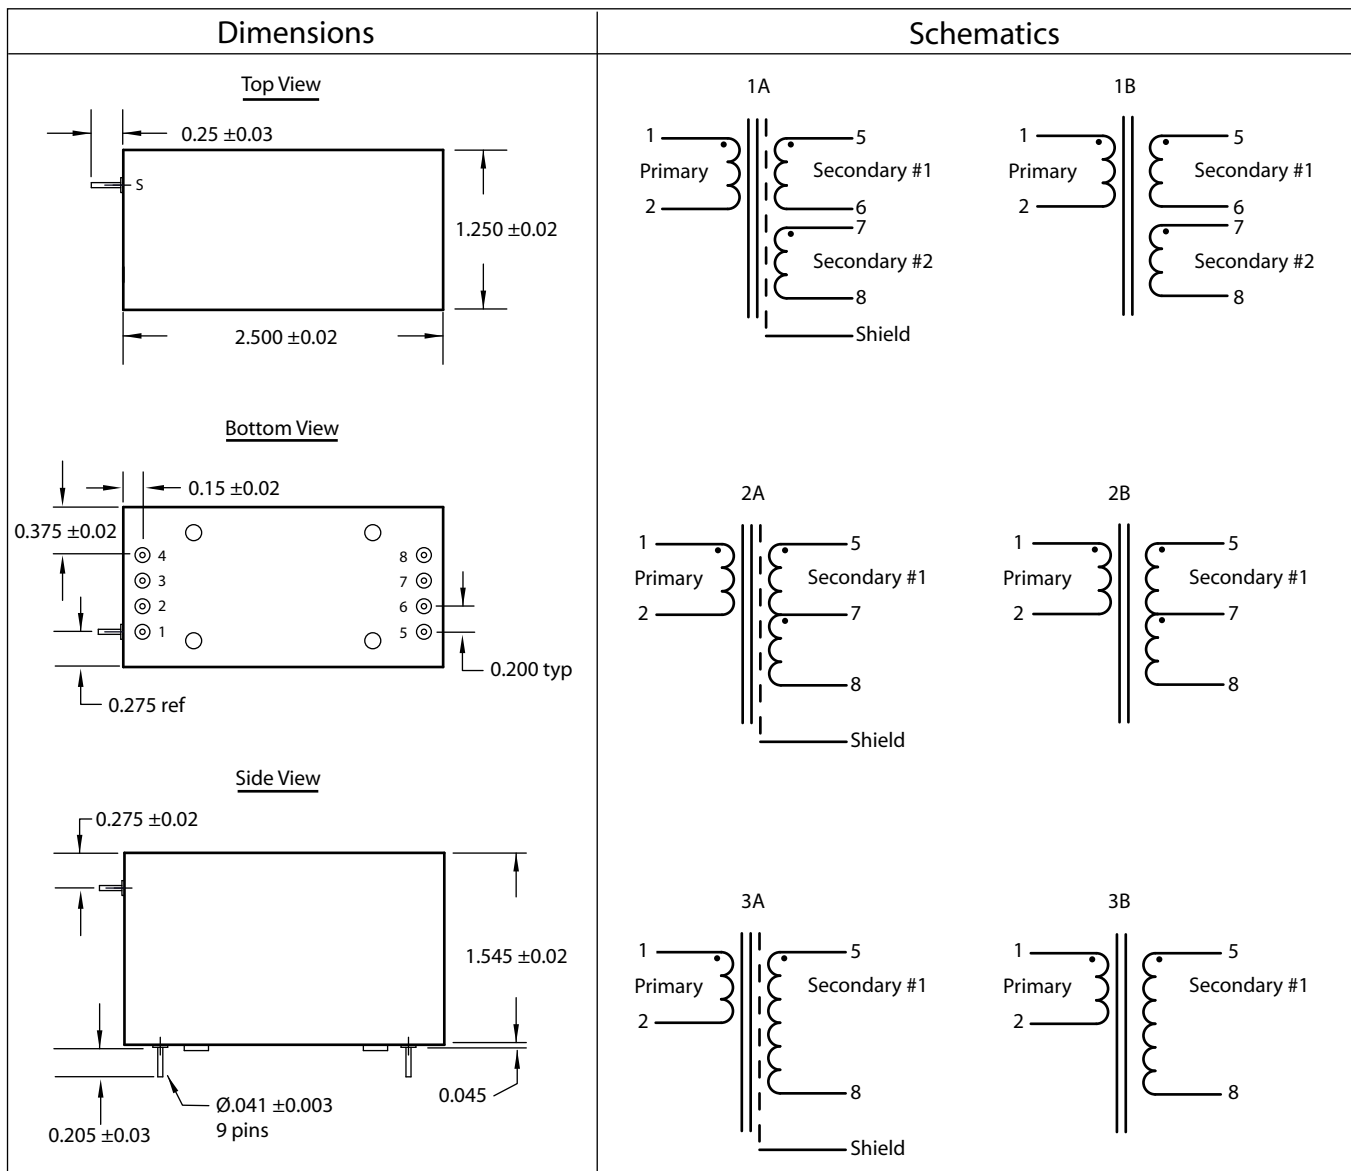 Dimensions
Top View
0.25 ±0.03
S
1.250 ±0.02
2.500 ±0.02
Bottom View
0.15 ±0.02
0.375 ±0.02
4
8
3
7
2
6
1
5
0.200 typ
0.275 ref
Side View
0.275 ±0.02
1.545 ±0.02
0.045
Ø.041 ±0.003
9 pins
0.205 ±0.03
Schematics
1A
1
5
Primary
Secondary #1
2
6
7
Secondary #2
8
Shield
1B
1
5
Primary
Secondary #1
2
6
7
Secondary #2
8
2A
1
5
Primary
Secondary #1
2
7
8
Shield
2B
1
5
Primary
Secondary #1
2
7
8
3A
1
5
Primary
Secondary #1
2
8
Shield
3B
1
5
Primary
Secondary #1
2
8